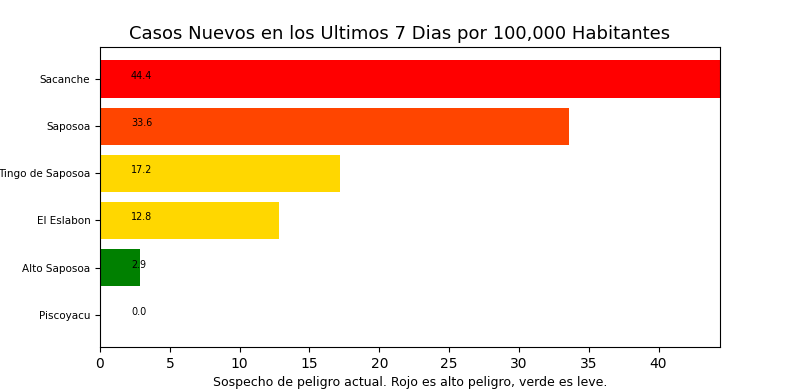 Casos Nuevos en los Ultimos 7 Dias por 100,000 Habitantes
Sacanche 44.4
Saposoa 33.6
Tingo de Saposoa 17.2
El Eslabon 12.8
Alto Saposoa 2.9
Piscoyacu 0.0
0 5 10 15 20 25 30 35 40
Sospecho de peligro actual. Rojo es alto peligro, verde es leve.